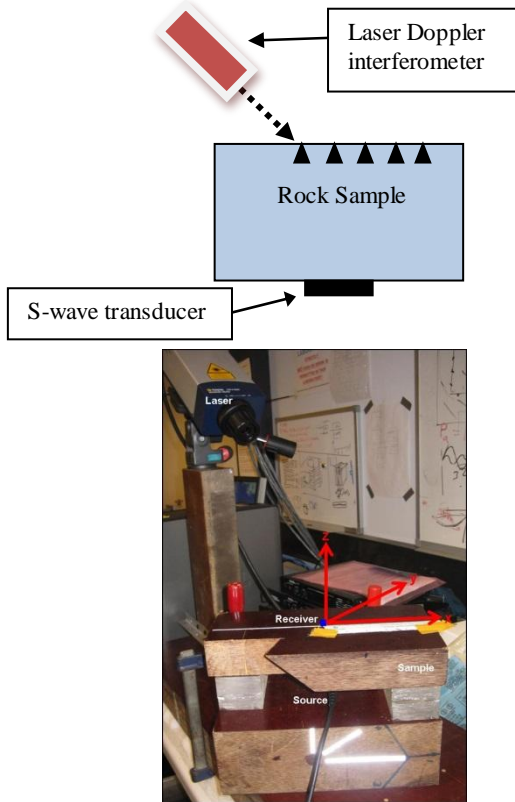 Laser Doppler
interferometer
Rock Sample
S-wave transducer
Laser
z
y
Receiver
x
Sample
Source